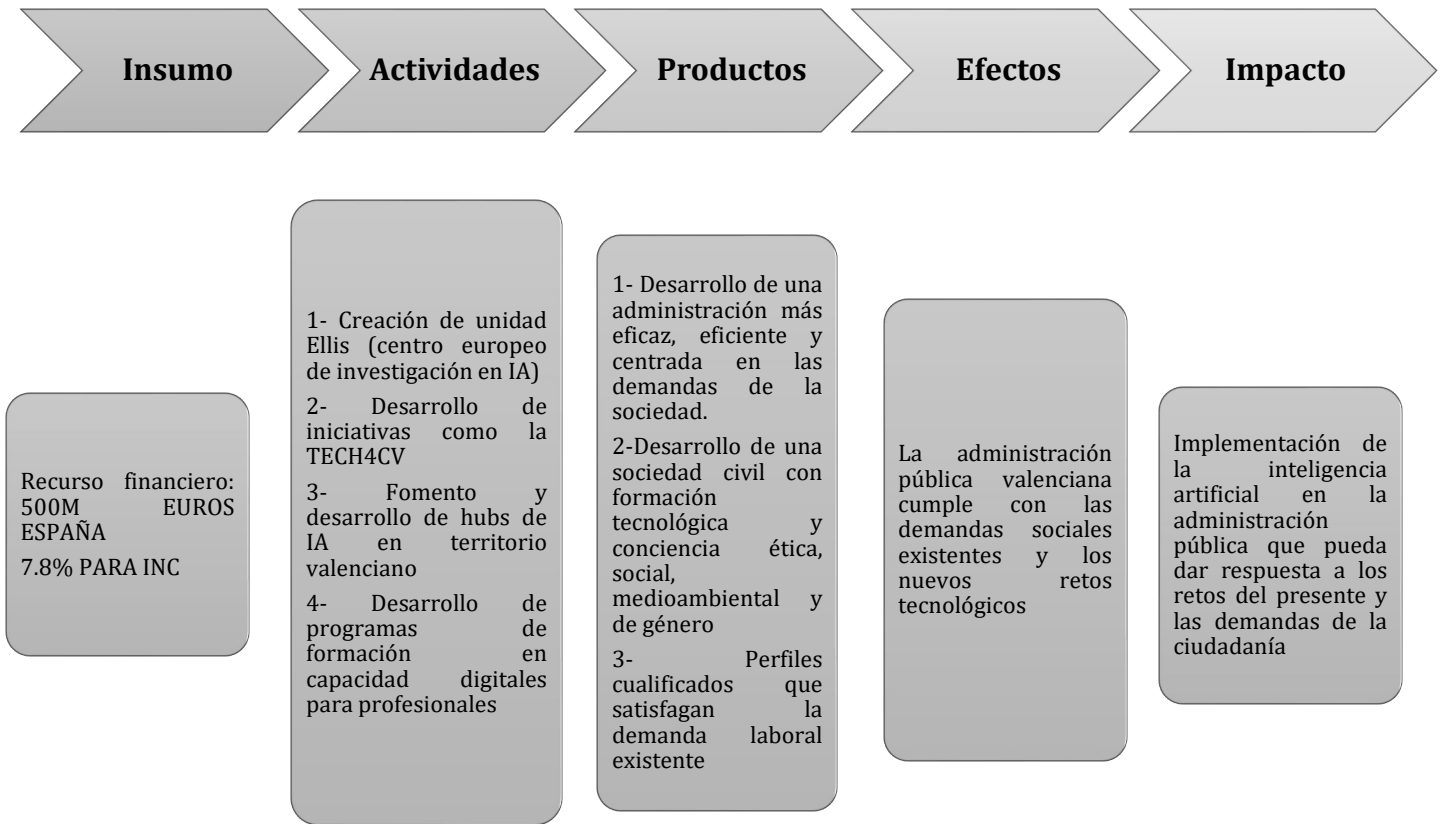 Insumo
Actividades
Productos
Efectos
Impacto
Recurso financiero:
500M EUROS
ESPAÑA
7.8% PARA INC
1- Creación de unidad
Ellis (centro europeo
de investigación en IA)
2- Desarrollo de
iniciativas como la
TECH4CV
3- Fomento y
desarrollo de hubs de
IA en territorio
valenciano
4- Desarrollo de
programas de
formación en
capacidad digitales
para profesionales
1- Desarrollo de una
administración más
eficaz, eficiente y
centrada en las
demandas de la
sociedad.
2-Desarrollo de una
sociedad civil con
formación
tecnológica y
conciencia ética,
social,
medioambiental y
de género
3- Perfiles
cualificados que
satisfagan la
demanda laboral
existente
La administración
pública valenciana
cumple con las
demandas sociales
existentes y los
nuevos retos
tecnológicos
Implementación de
la inteligencia
artificial en la
administración
pública que pueda
dar respuesta a los
retos del presente y
las demandas de la
ciudadanía